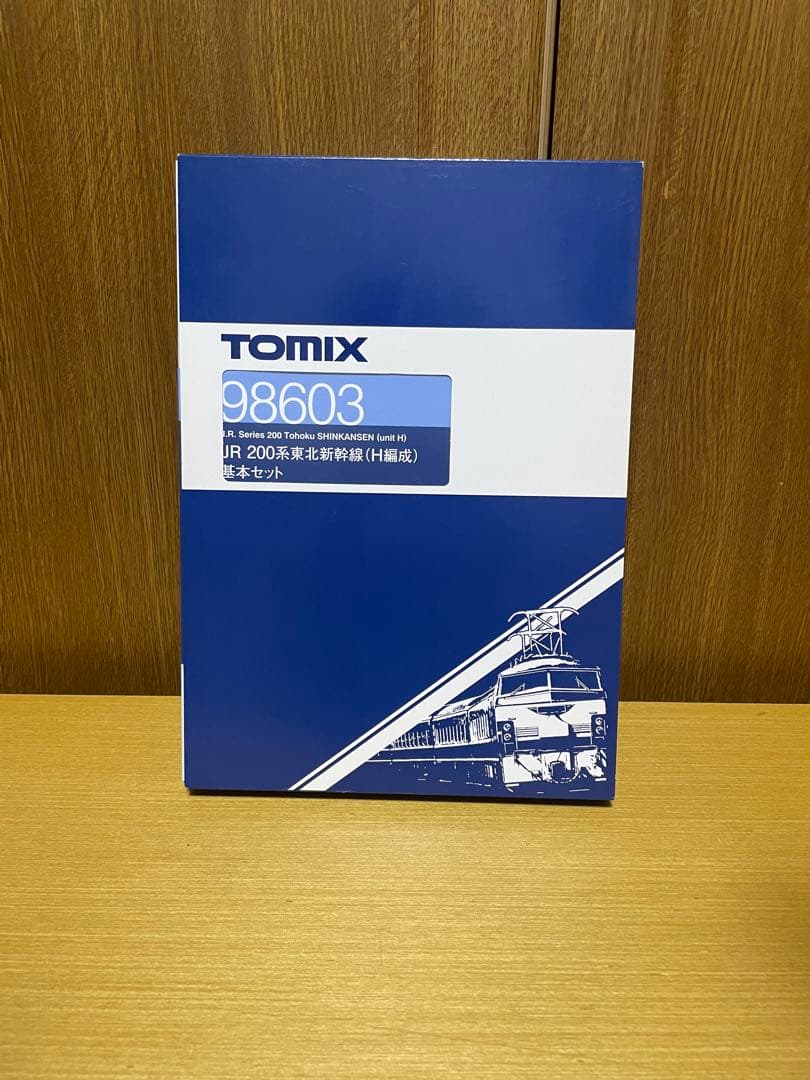 TOMIX
98603
J.R. Series 200 Tohoku SHINKANSEN (unit H)
JR 200系東北新幹線(H編成)
基本セット